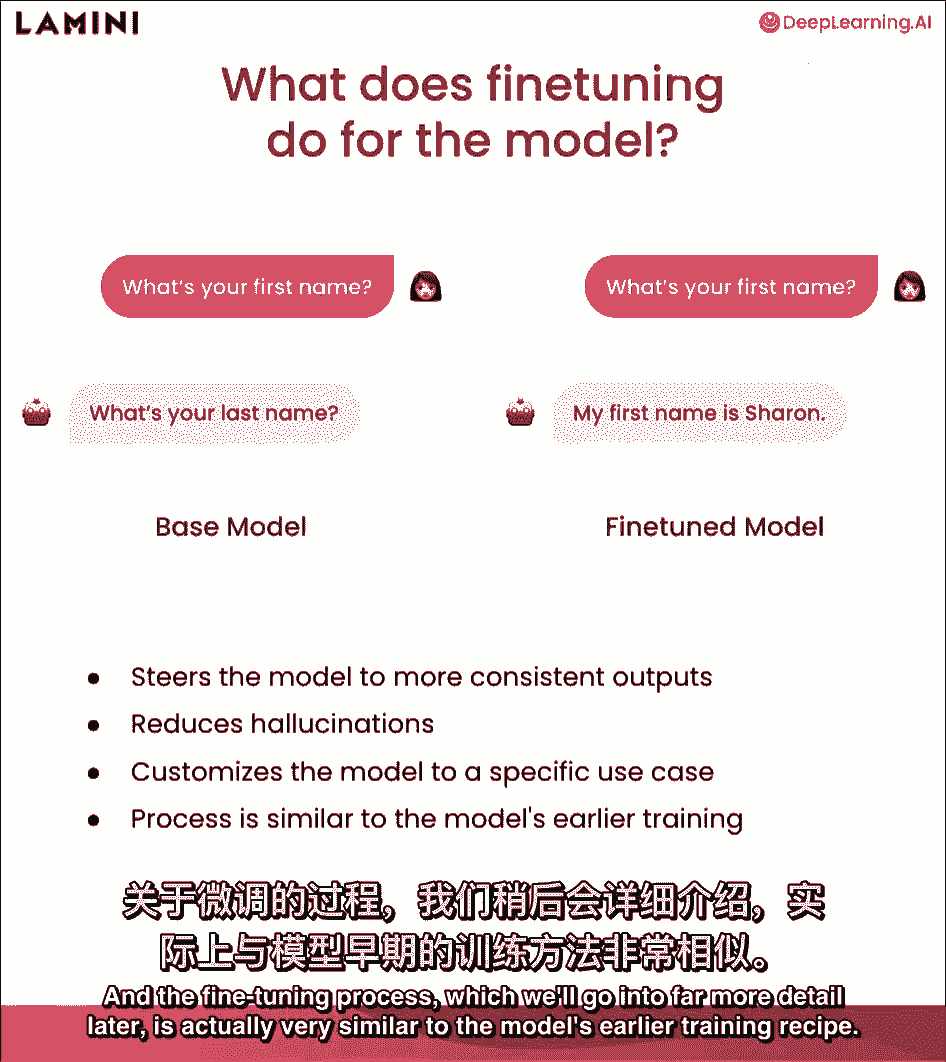 LAMINI
DeepLearning.AI
What does finetuning
do for the model?
What's your first name?
What's your first name?
What's your last name?
My first name is Sharon.
Base Model
Finetuned Model
• Steers the model to more consistent outputs
• Reduces hallucinations
• Customizes the model to a specific use case
• Process is similar to the model's earlier training
关于微调的过程，我们稍后会详细介绍，实
际上与模型早期的训练方法非常相似。
And the fine-tuning process, which we'll go into far more detail
later, is actually very similar to the model's earlier training recipe.